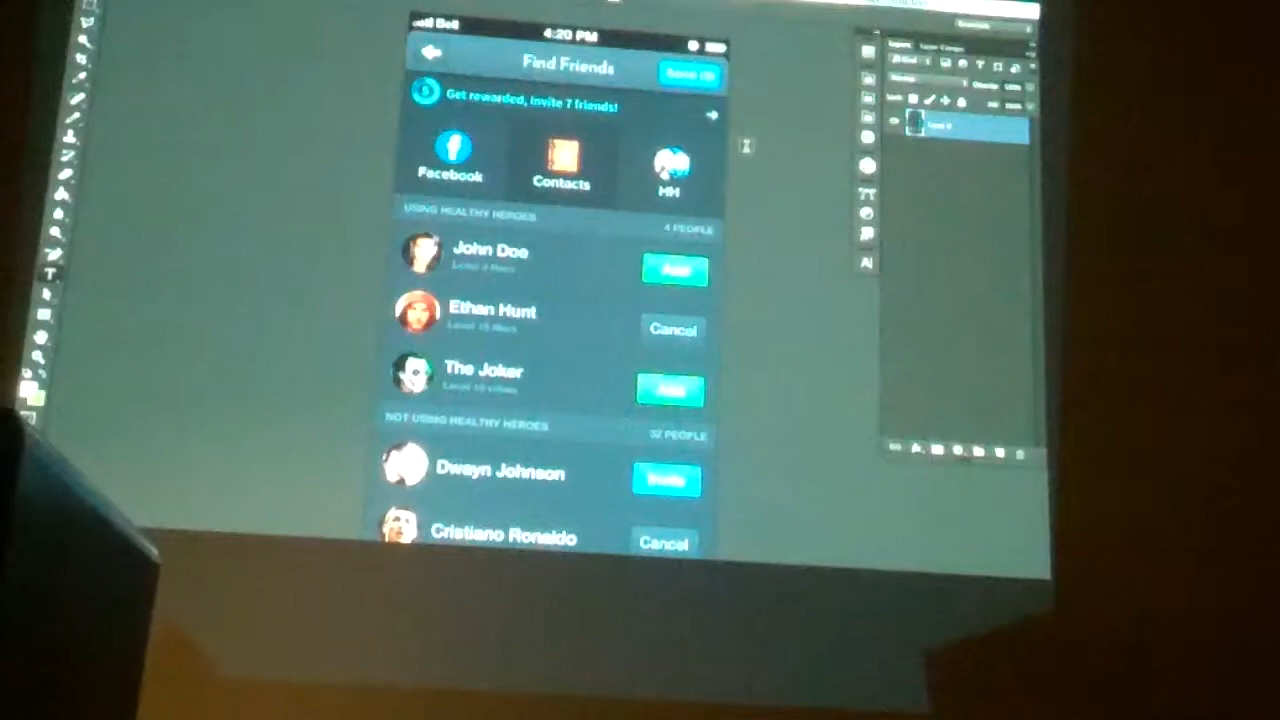 Bell
4:20 PM
Find Friends
Get rewarded, invite 7 friends!
Facebook
Contacts
HH
USING HEALTHY HEROES
4 PEOPLE
John Doe
Add
Ethan Hunt
Cancel
The Joker
Add
NOT USING HEALTHY HEROES
32 PEOPLE
Dwayn Johnson
Invite
Cristiano Ronaldo
Cancel